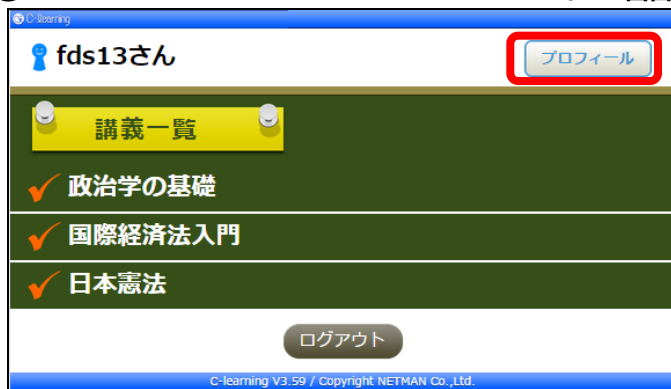 C-learning
fds13さん
プロフィール
講義一覧
政治学の基礎
国際経済法入門
日本憲法
ログアウト
C-learning V3.59 / Copyright NETMAN Co.,Ltd.